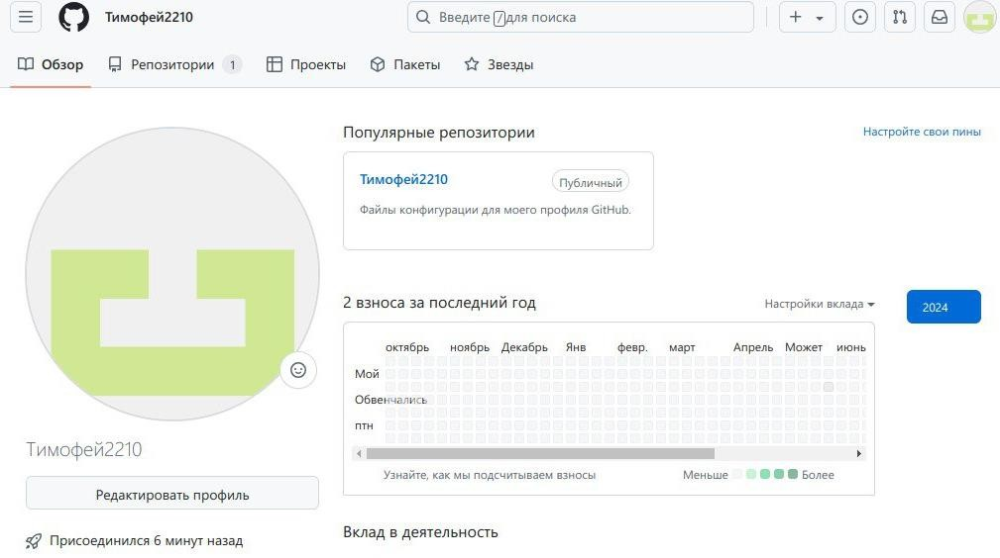 Тимофей2210
Введите / для поиска
Обзор
Репозитории 1
Проекты
Пакеты
Звезды
Популярные репозитории
Настройте свои пины
Тимофей2210
Публичный
Файлы конфигурации для моего профиля GitHub.
2 взноса за последний год
Настройки вклада
2024
октябрь ноябрь Декабрь Янв февр. март Апрель Может июнь
Мой
Обвенчались
птн
Узнайте, как мы подсчитываем взносы
Меньше Более
Тимофей2210
Редактировать профиль
Присоединился 6 минут назад
Вклад в деятельность